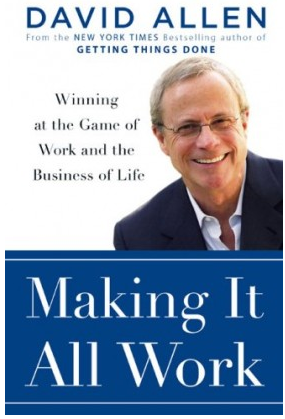 DAVID ALLEN
From the NEW YORK TIMES Bestselling author of
GETTING THINGS DONE
Winning
at the Game of
Work and the
Business of Life
Making It
All Work